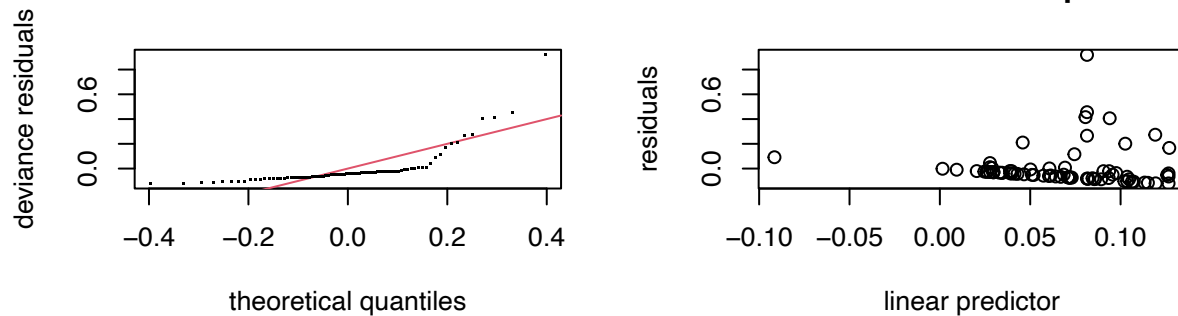 deviance residuals
0.6
0.0
−0.4 −0.2 0.0 0.2 0.4
theoretical quantiles
residuals
0.6
0.0
−0.10 −0.05 0.00 0.05 0.10
linear predictor